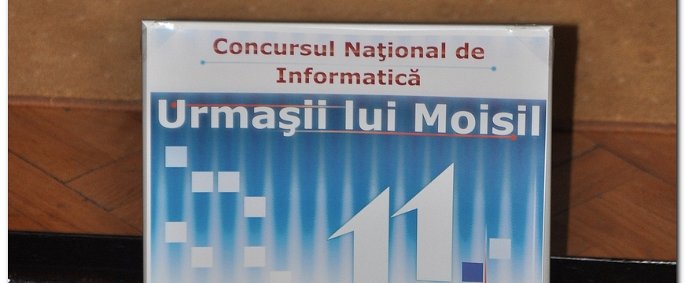 Concursul Naţional de
Informatică
Urmaşii lui Moisil
11